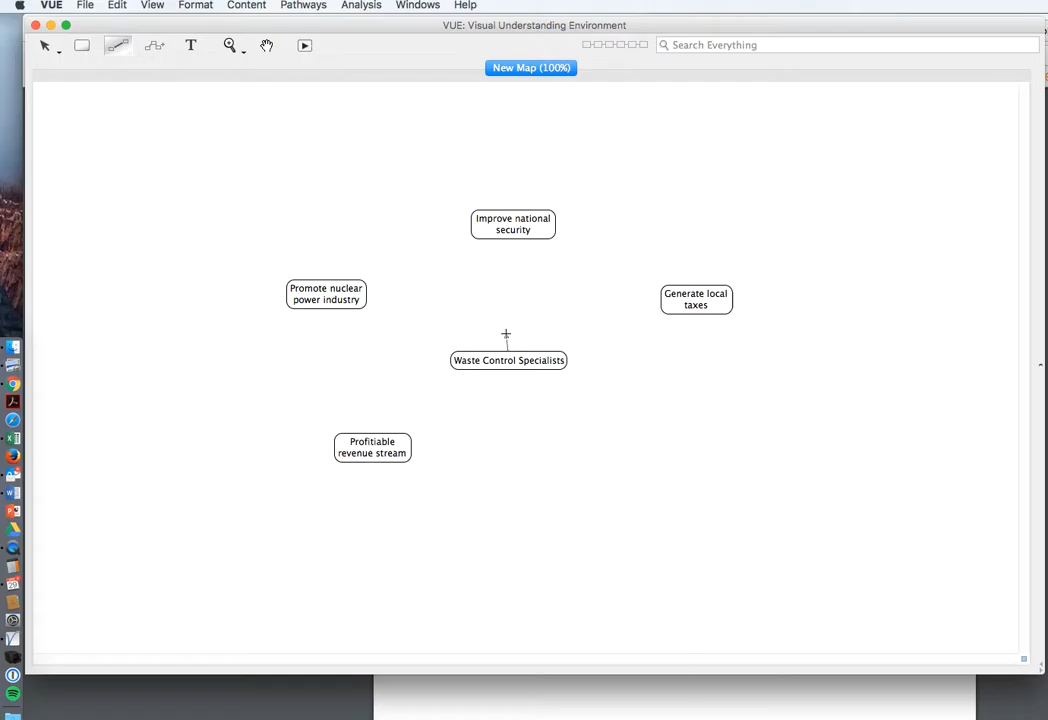 VUE File Edit View Format Content Pathways Analysis Windows Help
VUE: Visual Understanding Environment
T
Search Everything
New Map (100%)
Improve national
security
Promote nuclear
power industry
Generate local
taxes
Waste Control Specialists
Profitiable
revenue stream